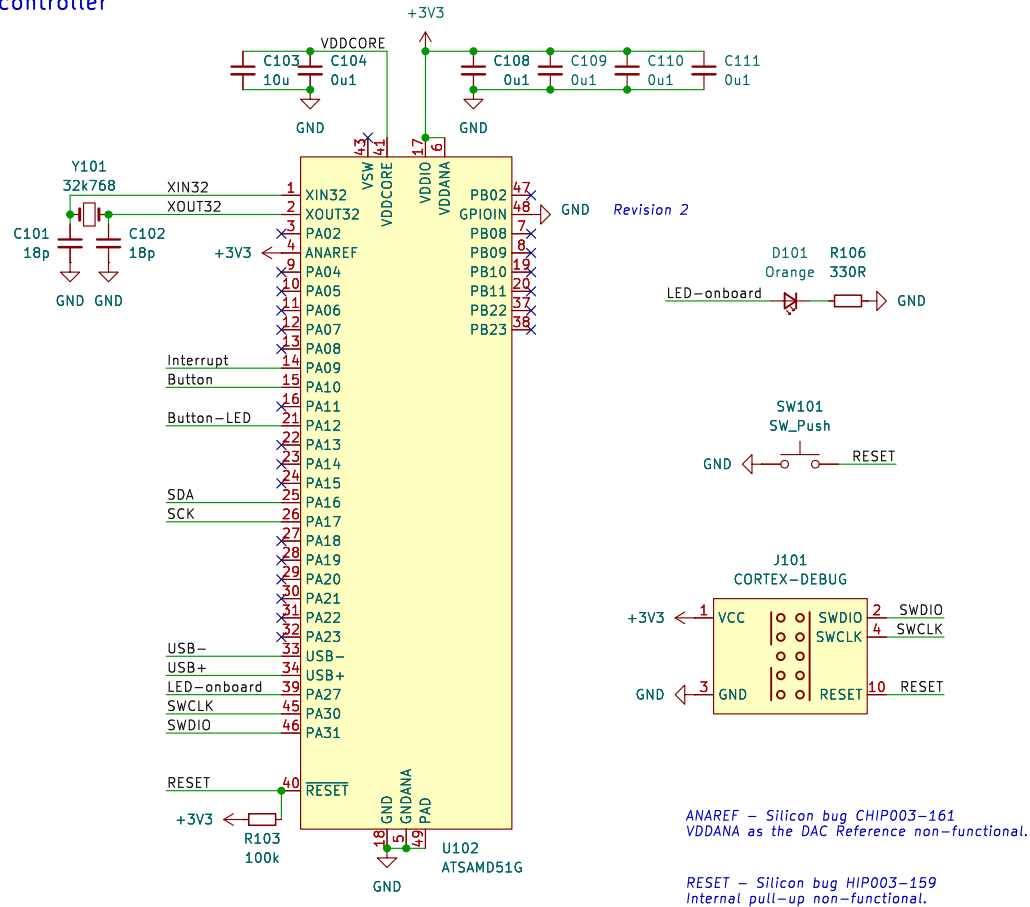 controller
+3V3
VDDCORE
C103
10u
C104
0u1
C108
0u1
C109
0u1
C110
0u1
C111
0u1
GND
GND
43
41
17
6
VSW
VDDCORE
VDDIO
VDDANA
Y101
32k768
XIN32
XOUT32
C101
18p
C102
18p
GND
GND
+3V3
1 XIN32
2 XOUT32
3 PA02
4 ANAREF
9 PA04
10 PA05
11 PA06
12 PA07
13 PA08
Interrupt 14 PA09
Button 15 PA10
16 PA11
Button-LED 21 PA12
22 PA13
23 PA14
24 PA15
SDA 25 PA16
SCK 26 PA17
27 PA18
28 PA19
29 PA20
30 PA21
31 PA22
32 PA23
USB- 33 USB-
USB+ 34 USB+
LED-onboard 39 PA27
SWCLK 45 PA30
SWDIO 46 PA31
RESET 40 RESET
+3V3
R103
100k
PB02 47
GPIOIN 48 GND
PB08 7
PB09 8
PB10 19
PB11 20
PB22 37
PB23 38
GND
GNDANA
PAD
18
5
49
GND
U102
ATSAMD51G
Revision 2
D101
Orange
R106
330R
LED-onboard
GND
SW101
SW_Push
GND
RESET
J101
CORTEX-DEBUG
+3V3 1 VCC
SWDIO 2 SWDIO
SWCLK 4 SWCLK
GND 3 GND
RESET 10 RESET
ANAREF - Silicon bug CHIP003-161
VDDANA as the DAC Reference non-functional.
RESET - Silicon bug HIP003-159
Internal pull-up non-functional.